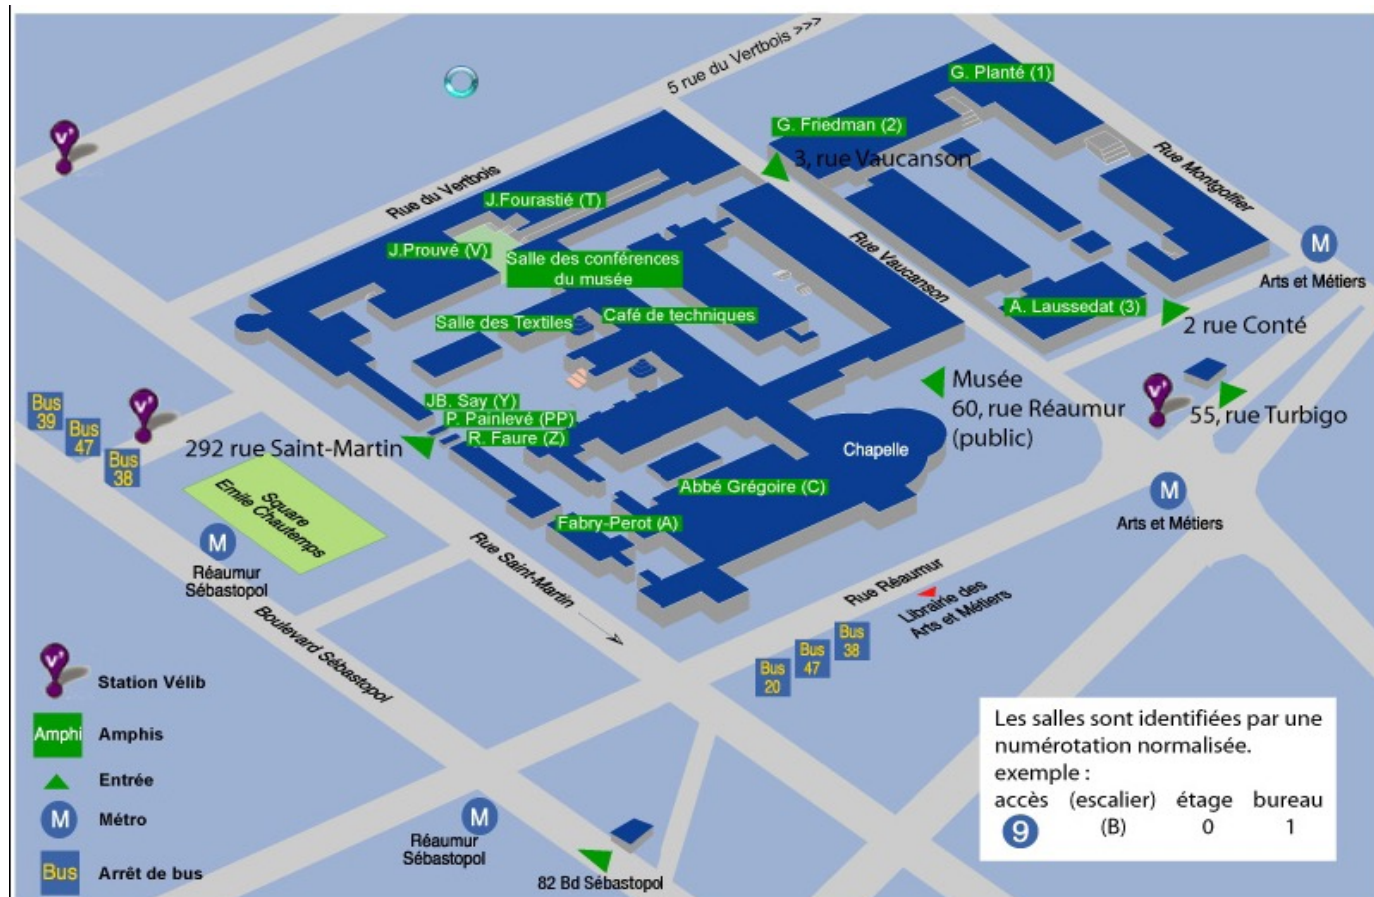 5 rue du Vertbois >>>
G. Planté (1)
G. Friedman (2)
3, rue Vaucanson
Rue Montgolfier
Rue du Vertbois
J.Fourastié (T)
J.Prouvé (V)
Salle des conférences
du musée
Rue Vaucanson
M
Arts et Métiers
A. Laussedat (3)
2 rue Conté
Salle des Textiles
Café de techniques
Musée
60, rue Réaumur
(public)
55, rue Turbigo
JB. Say (Y)
P. Painlevé (PP)
R. Faure (Z)
292 rue Saint-Martin
Bus
39
Bus
47
Bus
38
Chapelle
Abbé Grégoire (C)
Fabry-Perot (A)
M
Arts et Métiers
Square
Emile Chautemps
M
Réaumur
Sébastopol
Rue Saint-Martin
Rue Réaumur
Librairie des
Arts et Métiers
Boulevard Sébastopol
Bus
20
Bus
47
Bus
38
V'
Station Vélib
Amphi
Amphis
Entrée
M
Métro
Bus
Arrêt de bus
M
Réaumur
Sébastopol
82 Bd Sébastopol
Les salles sont identifiées par une
numérotation normalisée.
exemple :
accès (escalier) étage bureau
9 (B) 0 1